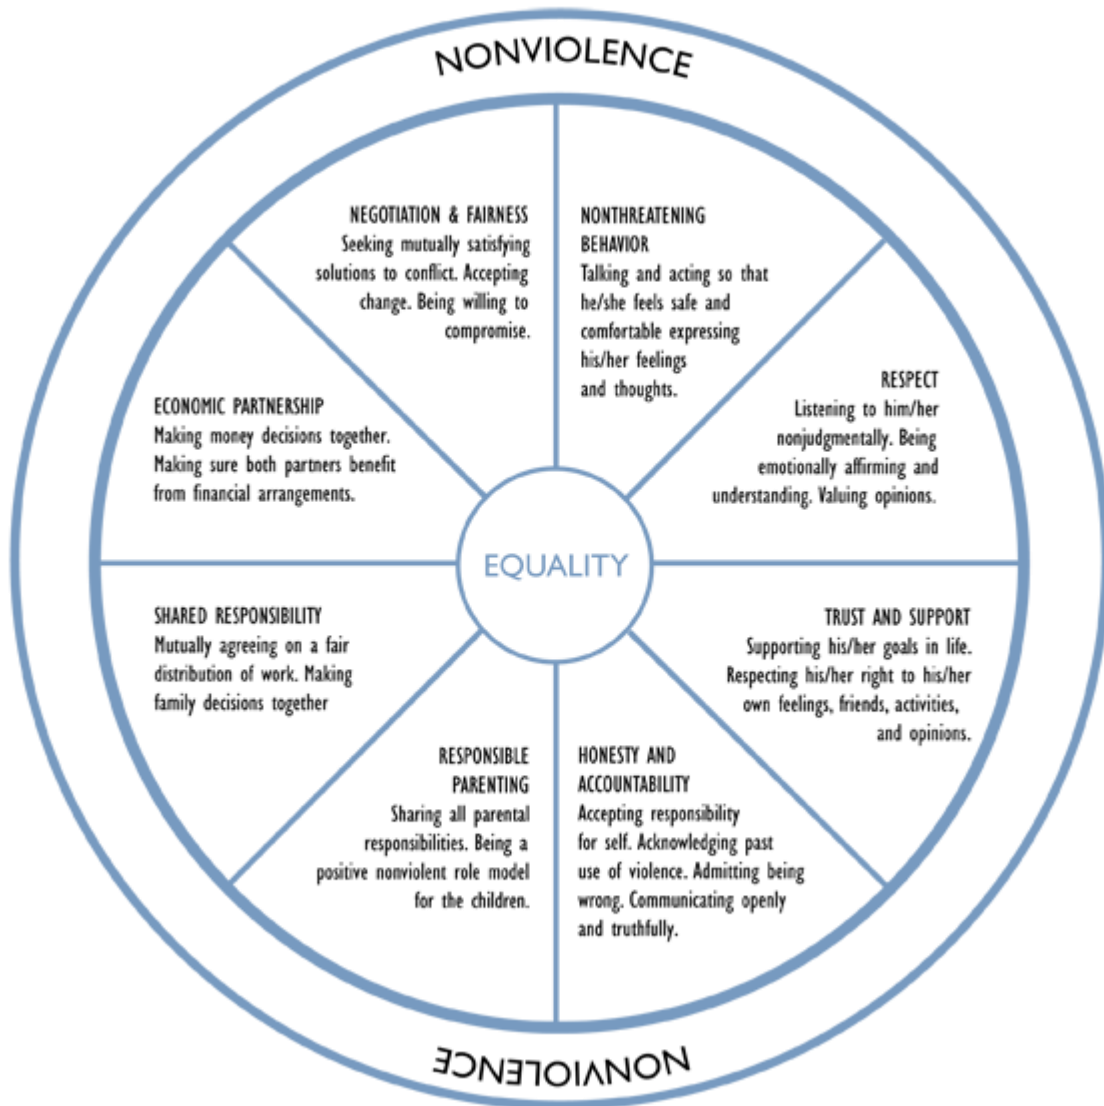 NONVIOLENCE
NEGOTIATION & FAIRNESS
Seeking mutually satisfying
solutions to conflict. Accepting
change. Being willing to
compromise.
NONTHREATENING
BEHAVIOR
Talking and acting so that
he/she feels safe and
comfortable expressing
his/her feelings
and thoughts.
ECONOMIC PARTNERSHIP
Making money decisions together.
Making sure both partners benefit
from financial arrangements.
RESPECT
Listening to him/her
nonjudgmentally. Being
emotionally affirming and
understanding. Valuing opinions.
EQUALITY
SHARED RESPONSIBILITY
Mutually agreeing on a fair
distribution of work. Making
family decisions together
TRUST AND SUPPORT
Supporting his/her goals in life.
Respecting his/her right to his/her
own feelings, friends, activities,
and opinions.
RESPONSIBLE
PARENTING
Sharing all parental
responsibilities. Being a
positive nonviolent role model
for the children.
HONESTY AND
ACCOUNTABILITY
Accepting responsibility
for self. Acknowledging past
use of violence. Admitting being
wrong. Communicating openly
and truthfully.
NONVIOLENCE